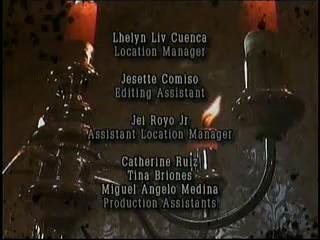 Lhelyn Liv Cuenca
Location Manager
Jesette Comiso
Editing Assistant
Jei Royo Jr
Assistant Location Manager
Catherine Ruiz
Tina Briones
Miguel Angelo Medina
Production Assistants